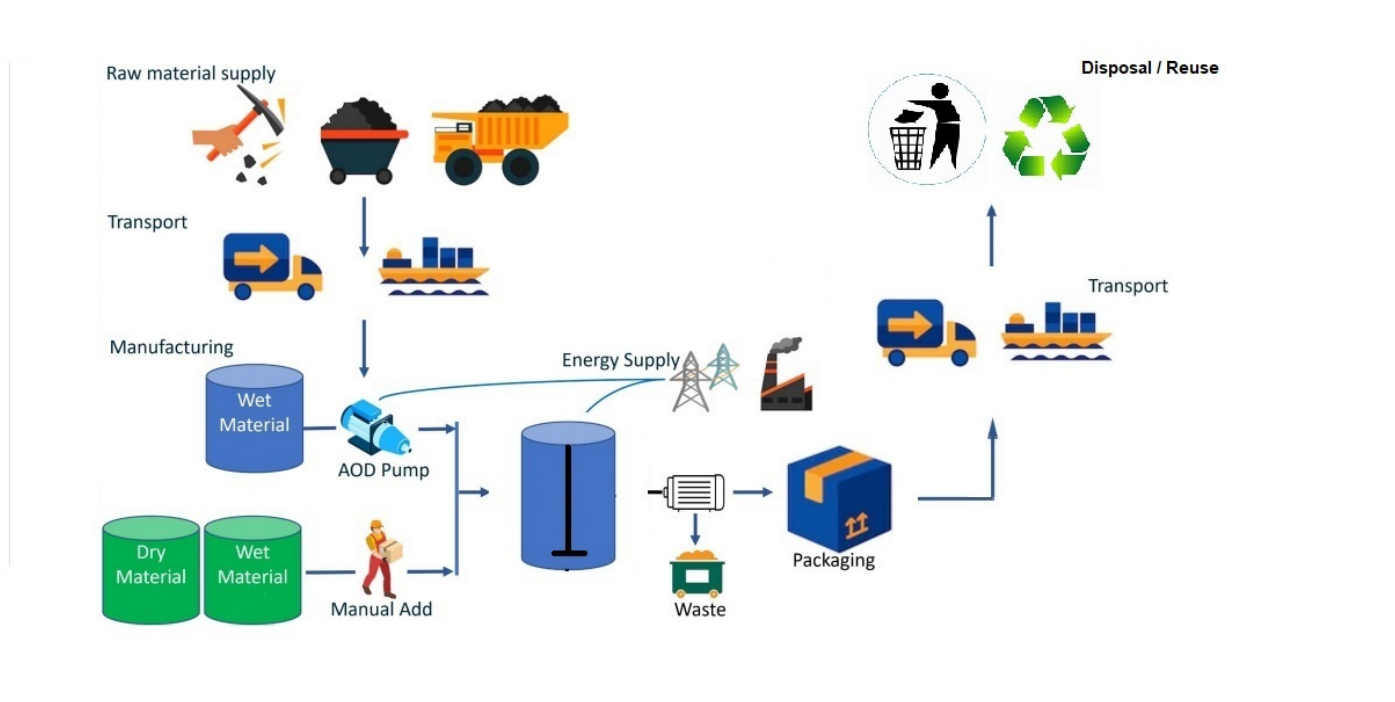 Raw material supply
Disposal / Reuse
Transport
Transport
Manufacturing
Energy Supply
Wet
Material
AOD Pump
Dry
Material
Wet
Material
Manual Add
Packaging
Waste